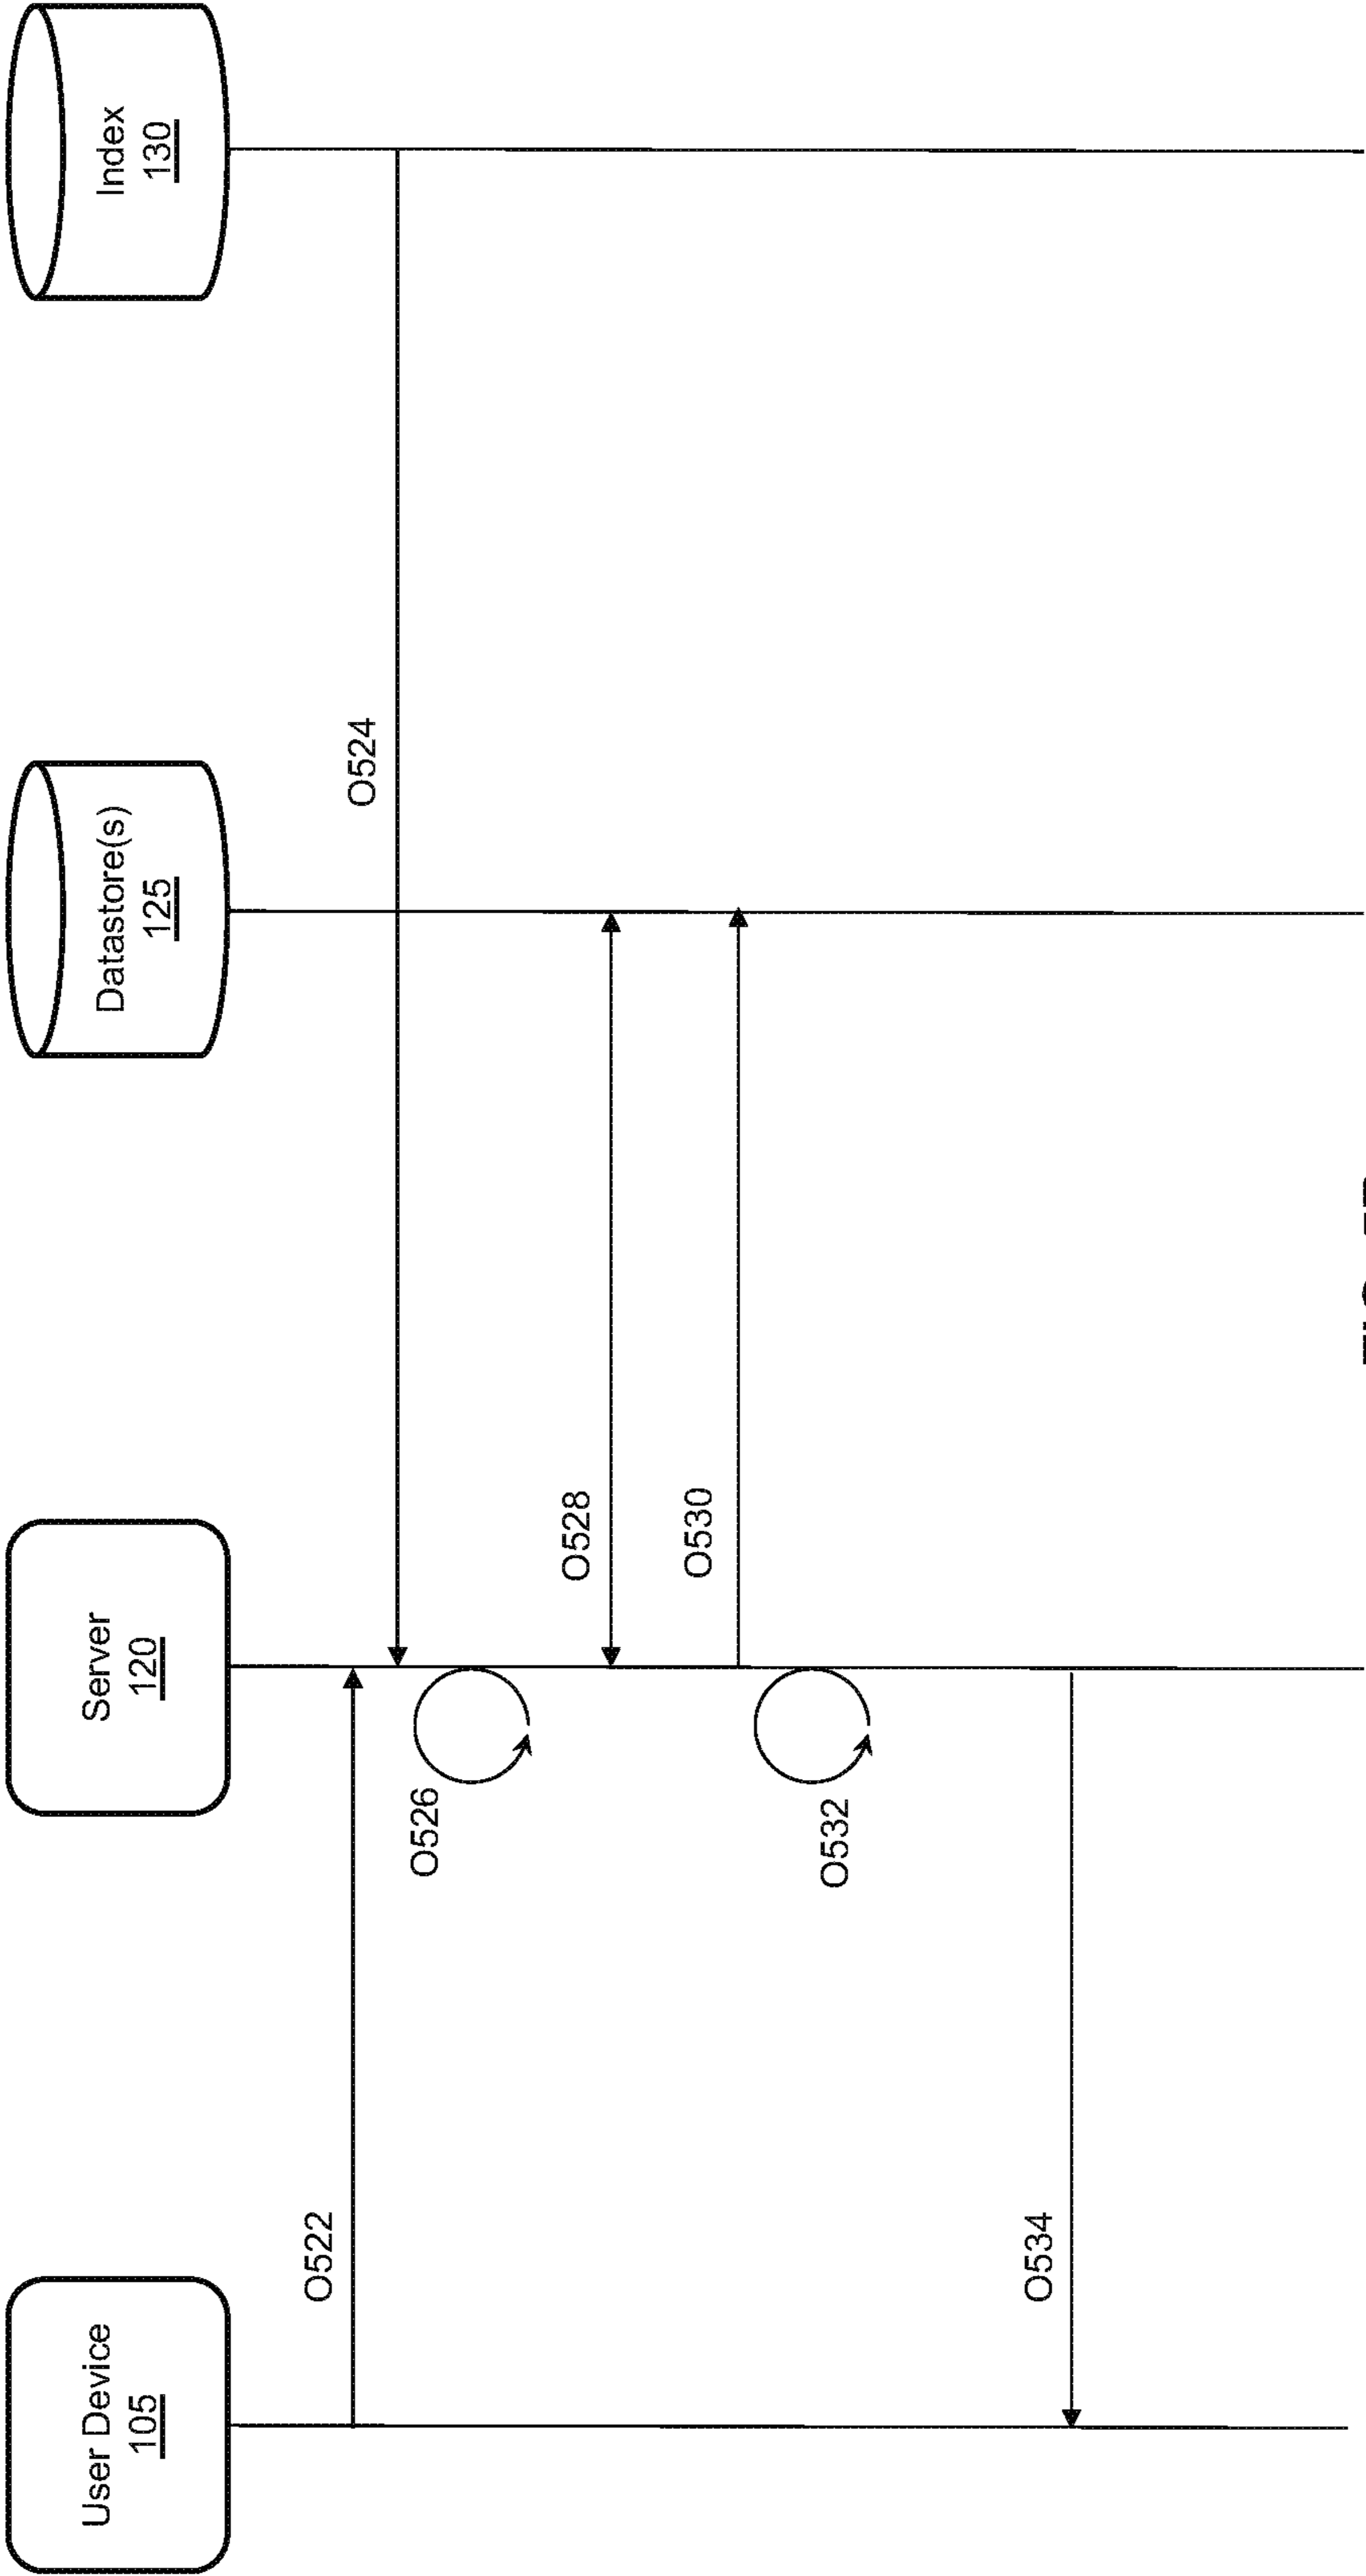 User Device
105
Server
120
Datastore(s)
125
Index
130
O522
O524
O526
O528
O530
O532
O534